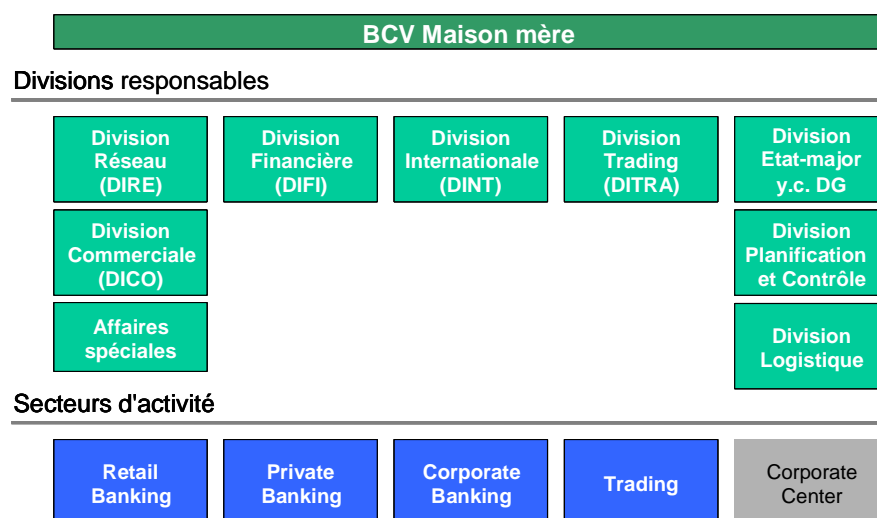 BCV Maison mère
Divisions responsables
Division
Réseau
(DIRE)
Division
Financière
(DIFI)
Division
Internationale
(DINT)
Division
Trading
(DITRA)
Division
Etat-major
y.c. DG
Division
Commerciale
(DICO)
Division
Planification
et Contrôle
Affaires
spéciales
Division
Logistique
Secteurs d'activité
Retail
Banking
Private
Banking
Corporate
Banking
Trading
Corporate
Center